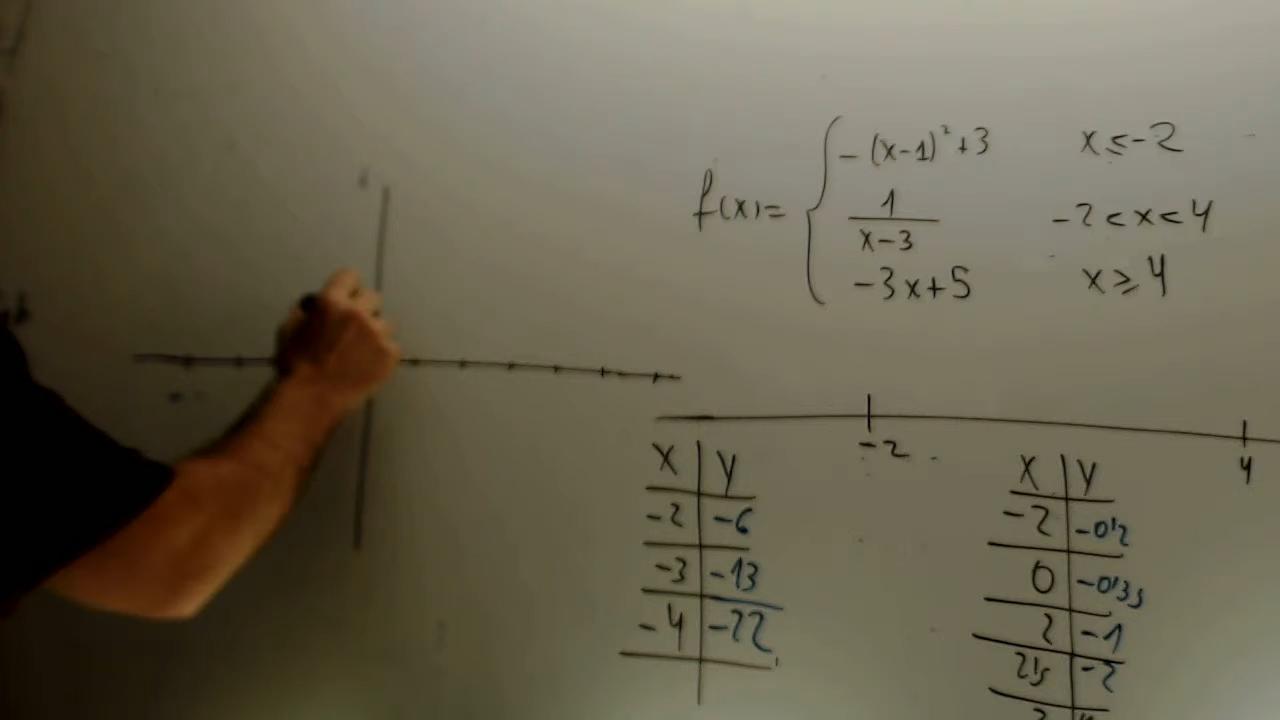 f(x)= { -(x-1)²+3    x≤-2
1/(x-3)    -2<x<4
-3x+5    x≥4
-2    4
x | y
-2 | -6
-3 | -13
-4 | -22
x | y
-2 | -0'2
0 | -0'33
2 | -1
2'5 | -2